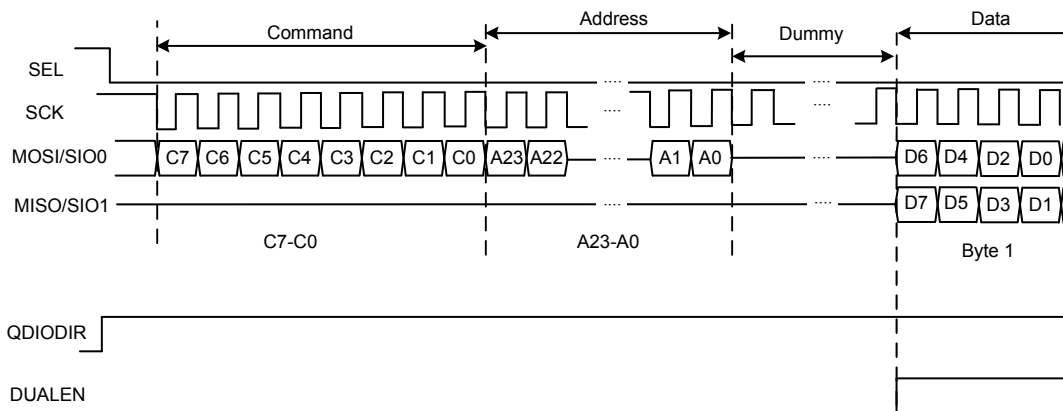 Command Address Dummy Data
SEL
SCK
MOSI/SIO0 C7 C6 C5 C4 C3 C2 C1 C0 A23 A22 A1 A0 D6 D4 D2 D0
MISO/SIO1 D7 D5 D3 D1
C7-C0 A23-A0 Byte 1
QDIODIR
DUALEN